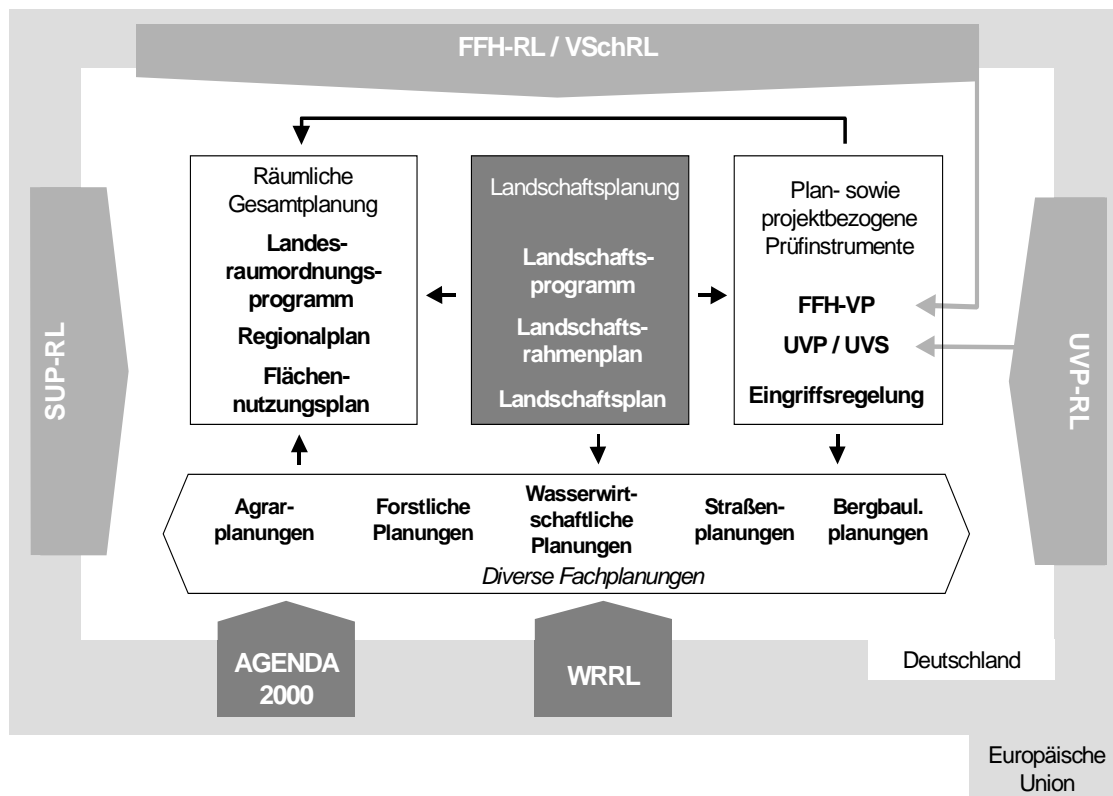 FFH-RL / VSchRL
SUP-RL
Räumliche
Gesamtplanung
Landes-
raumordnungs-
programm
Regionalplan
Flächen-
nutzungsplan
Landschaftsplanung
Landschafts-
programm
Landschafts-
rahmenplan
Landschaftsplan
Plan- sowie
projektbezogene
Prüfinstrumente
FFH-VP
UVP / UVS
Eingriffsregelung
UVP-RL
Agrar-
planungen
Forstliche
Planungen
Wasserwirt-
schaftliche
Planungen
Straßen-
planungen
Bergbaul.
planungen
Diverse Fachplanungen
AGENDA
2000
WRRL
Deutschland
Europäische
Union